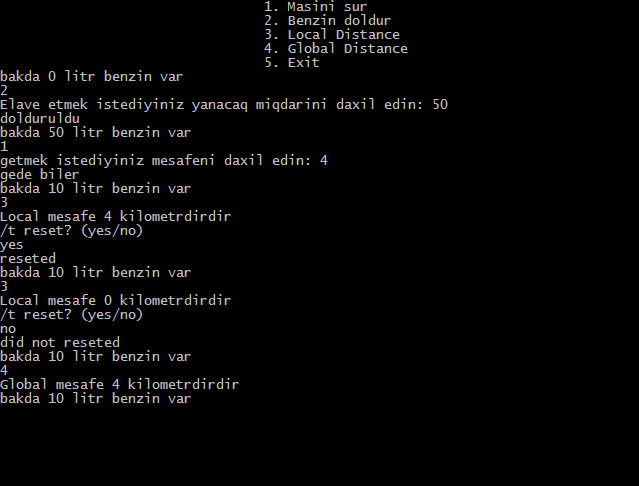 1. Masini sur
2. Benzin doldur
3. Local Distance
4. Global Distance
5. Exit
bakda 0 litr benzin var
2
Elave etmek istediyiniz yanacaq miqdarini daxil edin: 50
dolduruldu
bakda 50 litr benzin var
1
getmek istediyiniz mesafeni daxil edin: 4
gede biler
bakda 10 litr benzin var
3
Local mesafe 4 kilometrdirdir
/t reset? (yes/no)
yes
reseted
bakda 10 litr benzin var
3
Local mesafe 0 kilometrdirdir
/t reset? (yes/no)
no
did not reseted
bakda 10 litr benzin var
4
Global mesafe 4 kilometrdirdir
bakda 10 litr benzin var